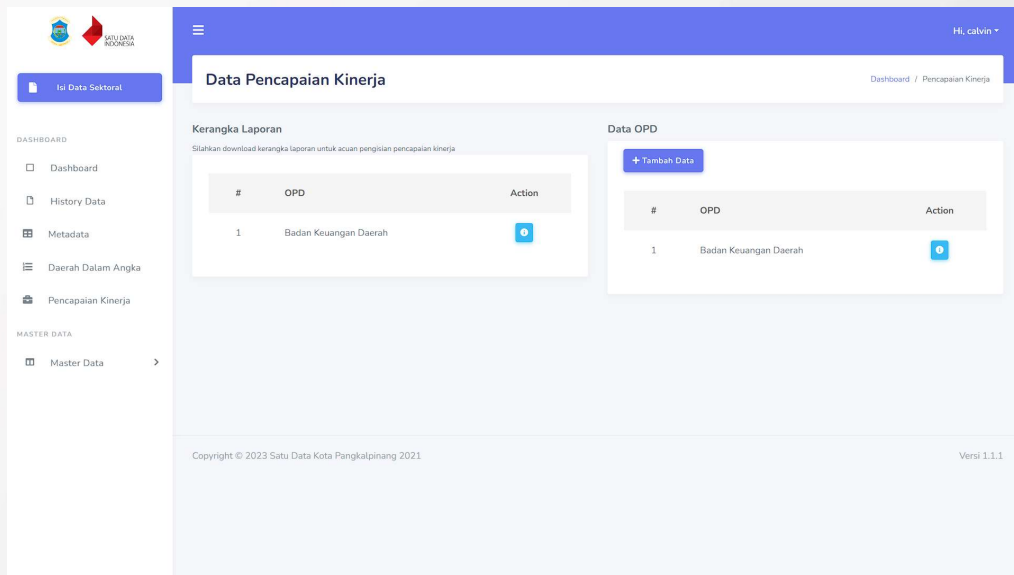 SATU DATA
INDONESIA
Hi, calvin
Isi Data Sektoral
Data Pencapaian Kinerja
Dashboard / Pencapaian Kinerja
DASHBOARD
Dashboard
History Data
Metadata
Daerah Dalam Angka
Pencapaian Kinerja
MASTER DATA
Master Data
Kerangka Laporan
Silahkan download kerangka laporan untuk acuan pengisian pencapaian kinerja
# OPD Action
1 Badan Keuangan Daerah
Data OPD
+ Tambah Data
# OPD Action
1 Badan Keuangan Daerah
Copyright © 2023 Satu Data Kota Pangkalpinang 2021
Versi 1.1.1